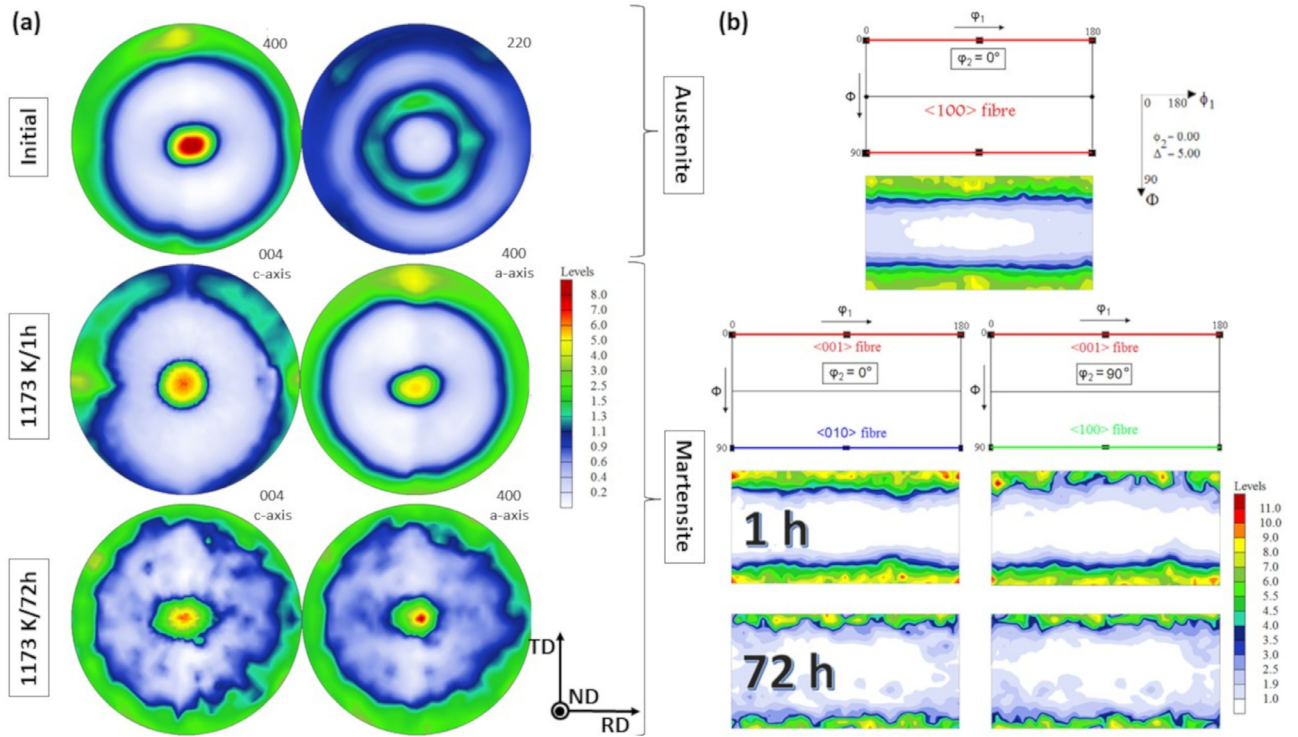 (a)
400
220
Initial
Austenite
004
c-axis
400
a-axis
1173 K/1h
Levels
8.0
6.0
5.0
4.0
3.0
2.5
1.5
1.3
1.1
0.9
0.6
0.4
0.2
Martensite
004
c-axis
400
a-axis
1173 K/72h
TD
ND
RD
(b)
φ₁
0
180
φ₂ = 0°
Φ
<100> fibre
90
0 180 ϕ₁
ϕ₂ = 0.00
Δ = 5.00
90
Φ
φ₁
0
180
0
<001> fibre
φ₂ = 0°
Φ
<010> fibre
90
φ₁
0
180
0
<001> fibre
φ₂ = 90°
Φ
<100> fibre
90
1 h
72 h
Levels
11.0
10.0
9.0
8.0
7.0
6.0
5.5
4.5
4.0
3.5
3.0
2.5
1.9
1.0